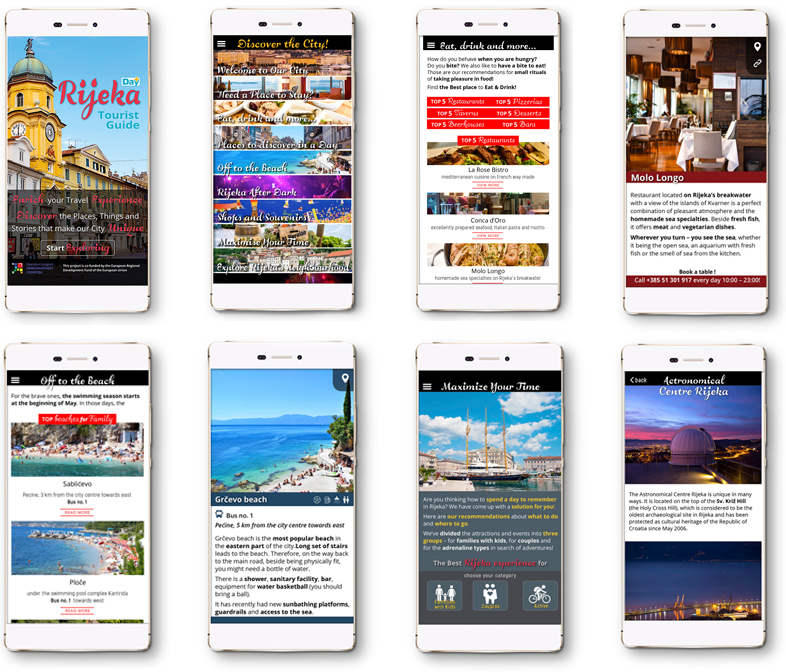 Day
Rijeka
Tourist
Guide
Enrich your Travel Experience
Discover the Places, Things and
Stories that make our City Unique
Start Exploring
This project is co-funded by the European Regional
Development Fund of the European Union
Discover the City!
Welcome to Our City
Need a Place to Stay?
Eat, drink and more...
Places to discover in a Day
Off to the Beach
Rijeka After Dark
Shops and Souvenirs
Maximise Your Time
Explore Rijeka's Neighbourhood
Eat, drink and more...
How do you behave when you are hungry?
Do you bite? We also like to have a bite to eat!
Those are our recommendations for small rituals
of taking pleasure in food!
Find the Best place to Eat & Drink!
TOP 5 Restaurants TOP 5 Pizzerias
TOP 5 Taverns TOP 5 Desserts
TOP 5 Beerhouses TOP 5 Bars
TOP 5 Restaurants
La Rose Bistro
mediterranean cuisine on french way made
VIEW MORE
Conca d'Oro
excellently prepared seafood, Italian pasta and risotto
VIEW MORE
Molo Longo
homemade sea specialties on Rijeka's breakwater
Molo Longo
Restaurant located on Rijeka's breakwater
with a view of the islands of Kvarner is a perfect
combination of pleasant atmosphere and the
homemade sea specialties. Beside fresh fish,
it offers meat and vegetarian dishes.
Wherever you turn – you see the sea, whether
it being the open sea, an aquarium with fresh
fish or the smell of sea from the kitchen.
Book a table !
Call +385 51 301 917 every day 10:00 – 23:00!
Off to the Beach
For the brave ones, the swimming season starts
at the beginning of May. In those days, the
TOP beaches for Family
Sablićevo
Pecine, 3 km from the city centre towards east
Bus no. 1
READ MORE
Ploče
under the swimming pool complex Kantrida
Bus no. 1 towards west
READ MORE
Grčevo beach
Bus no. 1
Pecine, 5 km from the city centre towards east
Grčevo beach is the most popular beach in
the eastern part of the city.Long set of stairs
leads to the beach. Therefore, on the way back
to the main road, beside being physically fit,
you might need a bottle of water.
There is a shower, sanitary facility, bar,
equipment for water basketball (you should
bring a ball).
It has recently had new sunbathing platforms,
guardrails and access to the sea.
Maximize Your Time
Are you thinking how to spend a day to remember
in Rijeka? We have come up with a solution for you!
Here are our recommendations about what to do
and where to go.
We've divided the attractions and events into three
groups – for families with kids, for couples and
for the adrenaline types in search of adventures!
The Best Rijeka experience for
choose your category
with Kids
Couples
Active
back
Actronomical
Centre Rijeka
The Astronomical Centre Rijeka is unique in many
ways. It is located on the top of the Sv. Križ Hill
(the Holy Cross Hill), which is considered to be the
oldest archaeological site in Rijeka and has been
protected as cultural heritage of the Republic of
Croatia since May 2006.